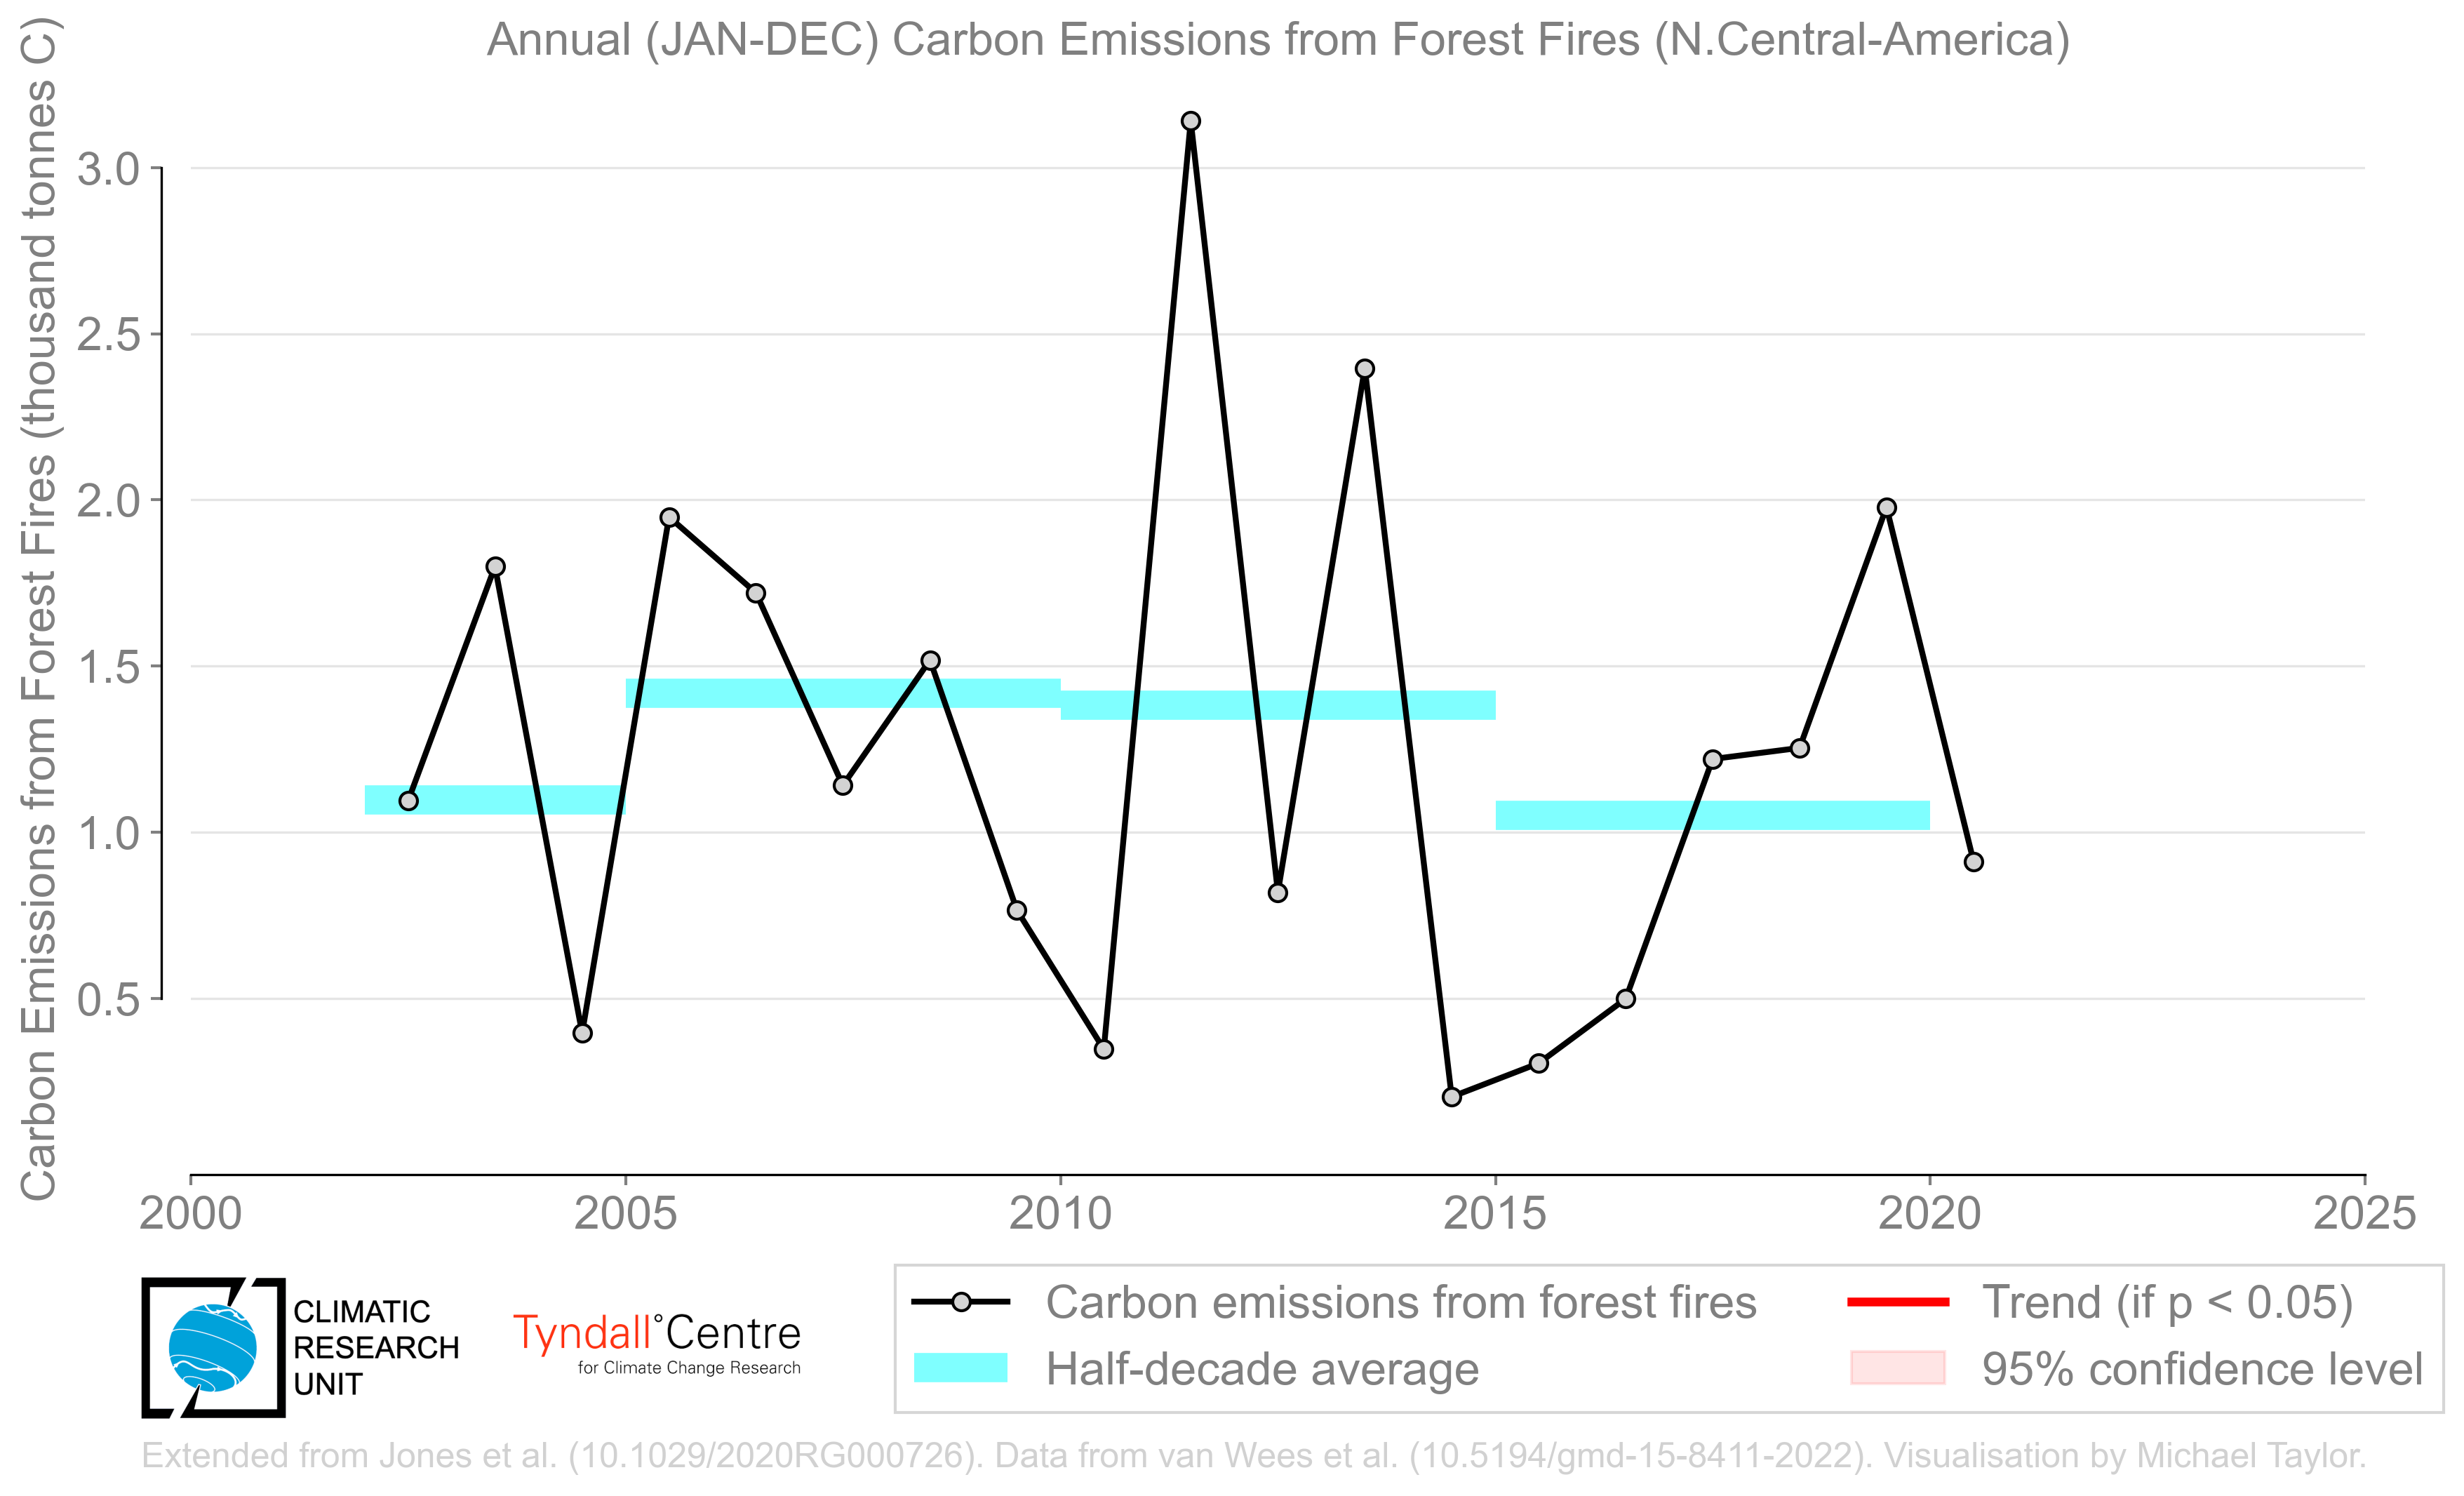 Annual (JAN-DEC) Carbon Emissions from Forest Fires (N.Central-America)
Carbon Emissions from Forest Fires (thousand tonnes C)
3.0
2.5
2.0
1.5
1.0
0.5
2000
2005
2010
2015
2020
2025
CLIMATIC
RESEARCH
UNIT
Tyndall°Centre
for Climate Change Research
Carbon emissions from forest fires
Half-decade average
Trend (if p < 0.05)
95% confidence level
Extended from Jones et al. (10.1029/2020RG000726). Data from van Wees et al. (10.5194/gmd-15-8411-2022). Visualisation by Michael Taylor.